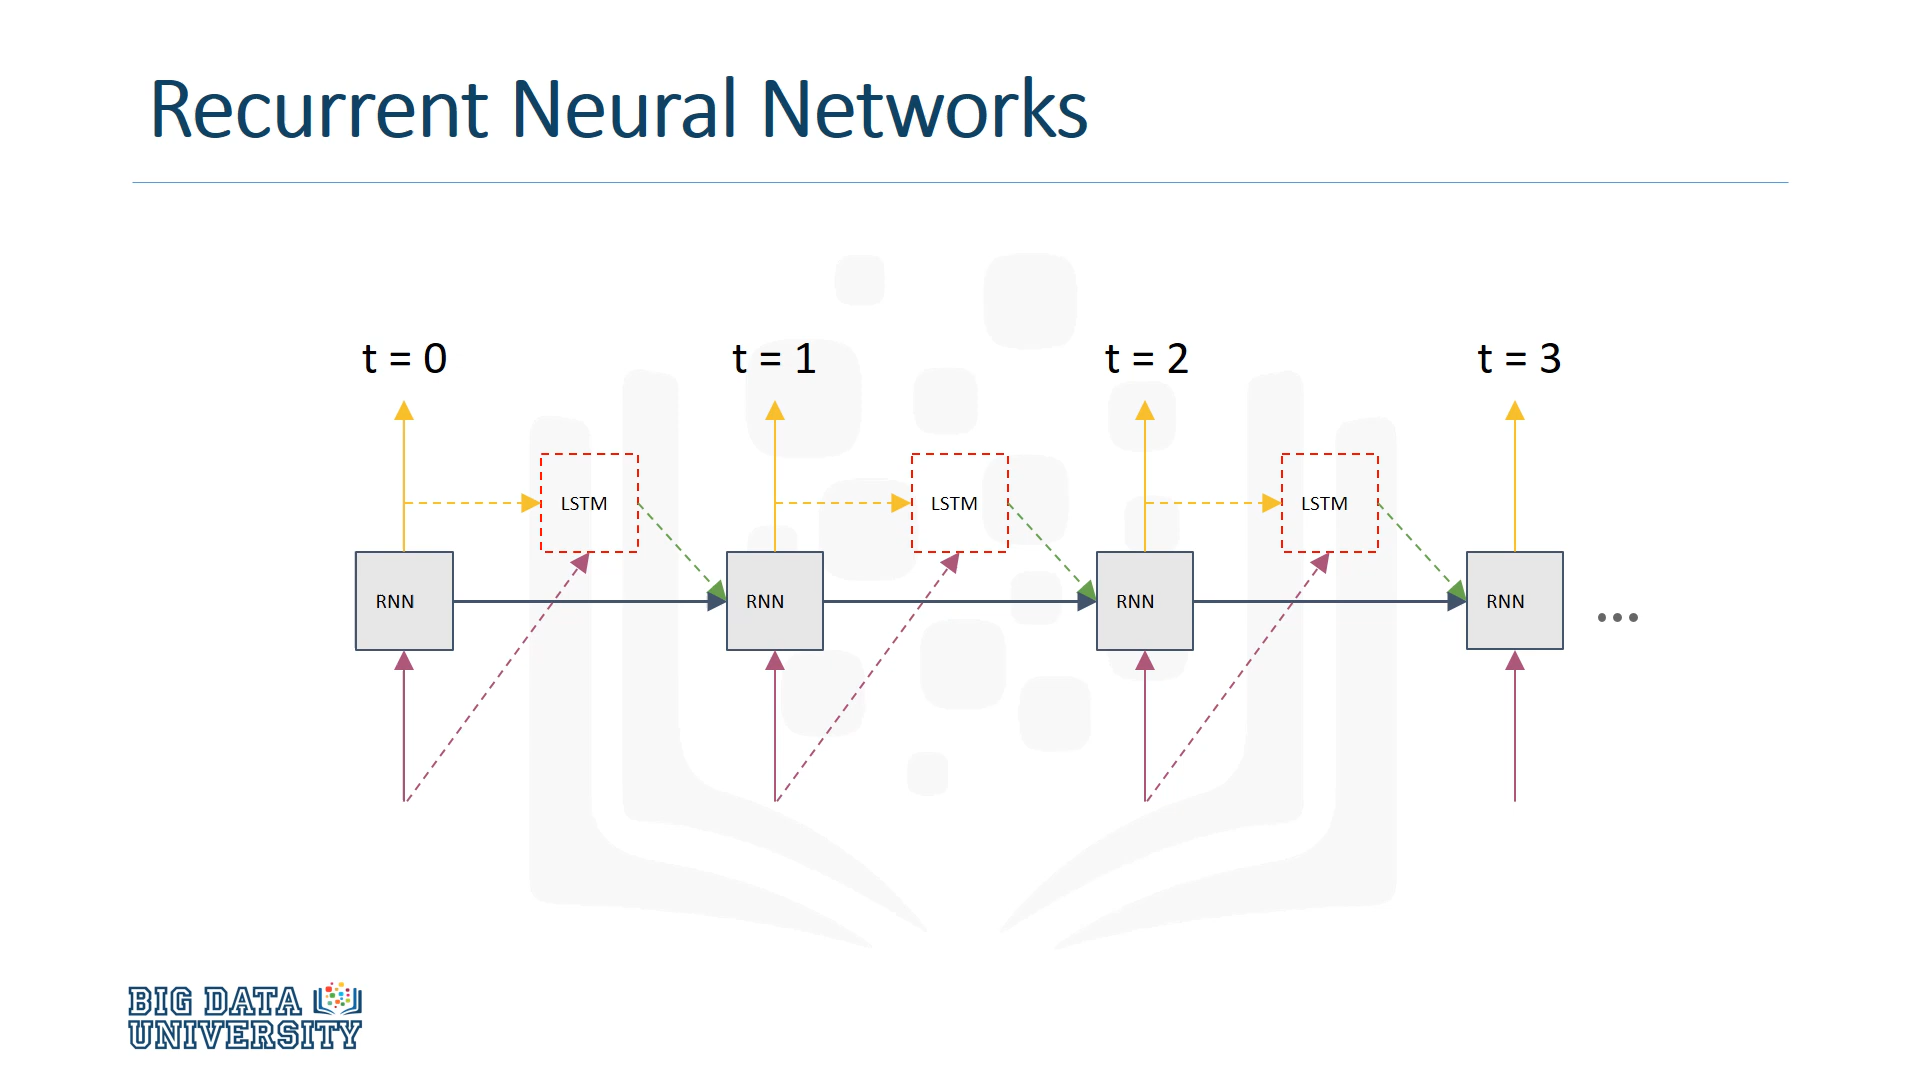 Recurrent Neural Networks
t = 0
t = 1
t = 2
t = 3
LSTM
LSTM
LSTM
RNN
RNN
RNN
RNN
...
BIG DATA
UNIVERSITY